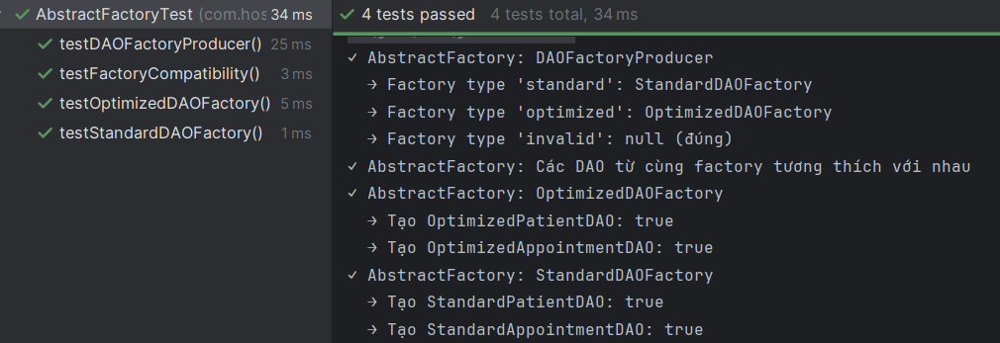 AbstractFactoryTest (com.hos 34 ms
testDAOFactoryProducer() 25 ms
testFactoryCompatibility() 3 ms
testOptimizedDAOFactory() 5 ms
testStandardDAOFactory() 1 ms
4 tests passed 4 tests total, 34 ms
✓ AbstractFactory: DAOFactoryProducer
→ Factory type 'standard': StandardDAOFactory
→ Factory type 'optimized': OptimizedDAOFactory
→ Factory type 'invalid': null (đúng)
✓ AbstractFactory: Các DAO từ cùng factory tương thích với nhau
✓ AbstractFactory: OptimizedDAOFactory
→ Tạo OptimizedPatientDAO: true
→ Tạo OptimizedAppointmentDAO: true
✓ AbstractFactory: StandardDAOFactory
→ Tạo StandardPatientDAO: true
→ Tạo StandardAppointmentDAO: true